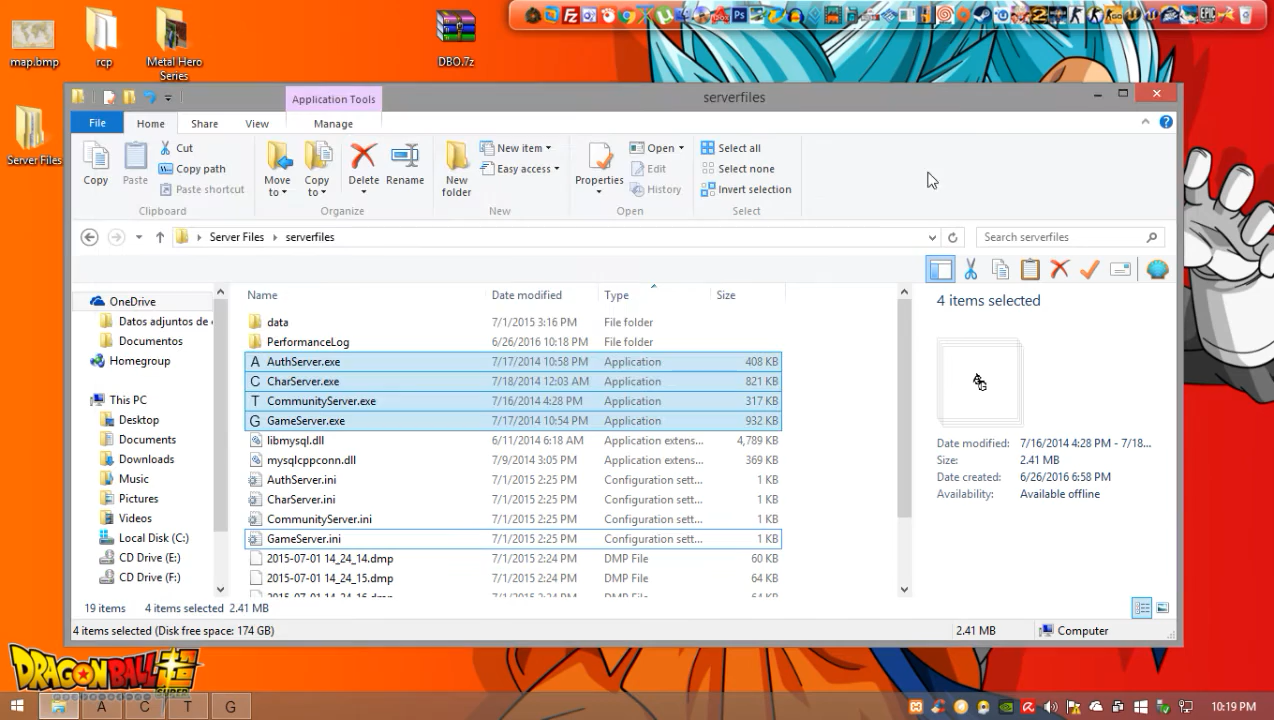 map.bmp
rcp
Metal Hero
Series
DBO.7z
Server Files
Application Tools
serverfiles
File
Home
Share
View
Manage
Copy
Paste
Cut
Copy path
Paste shortcut
Clipboard
Move
to
Copy
to
Delete
Rename
Organize
New
folder
New item
Easy access
New
Properties
Open
Edit
History
Open
Select all
Select none
Invert selection
Select
Server Files
serverfiles
Search serverfiles
OneDrive
Datos adjuntos de
Documentos
Homegroup
This PC
Desktop
Documents
Downloads
Music
Pictures
Videos
Local Disk (C:)
CD Drive (E:)
CD Drive (F:)
Name Date modified Type Size
data 7/1/2015 3:16 PM File folder
PerformanceLog 6/26/2016 10:18 PM File folder
A AuthServer.exe 7/17/2014 10:58 PM Application 408 KB
C CharServer.exe 7/18/2014 12:03 AM Application 821 KB
T CommunityServer.exe 7/16/2014 4:28 PM Application 317 KB
G GameServer.exe 7/17/2014 10:54 PM Application 932 KB
libmysql.dll 6/11/2014 6:18 AM Application extens... 4,789 KB
mysqlcppconn.dll 7/9/2014 3:05 PM Application extens... 369 KB
AuthServer.ini 7/1/2015 2:25 PM Configuration sett... 1 KB
CharServer.ini 7/1/2015 2:25 PM Configuration sett... 1 KB
CommunityServer.ini 7/1/2015 2:25 PM Configuration sett... 1 KB
GameServer.ini 7/1/2015 2:25 PM Configuration sett... 1 KB
2015-07-01 14_24_14.dmp 7/1/2015 2:24 PM DMP File 60 KB
2015-07-01 14_24_15.dmp 7/1/2015 2:24 PM DMP File 64 KB
4 items selected
Date modified: 7/16/2014 4:28 PM - 7/18...
Size: 2.41 MB
Date created: 6/26/2016 6:58 PM
Availability: Available offline
19 items 4 items selected 2.41 MB
4 items selected (Disk free space: 174 GB) 2.41 MB Computer
DRAGONBALL
SUPER
A C T G
10:19 PM